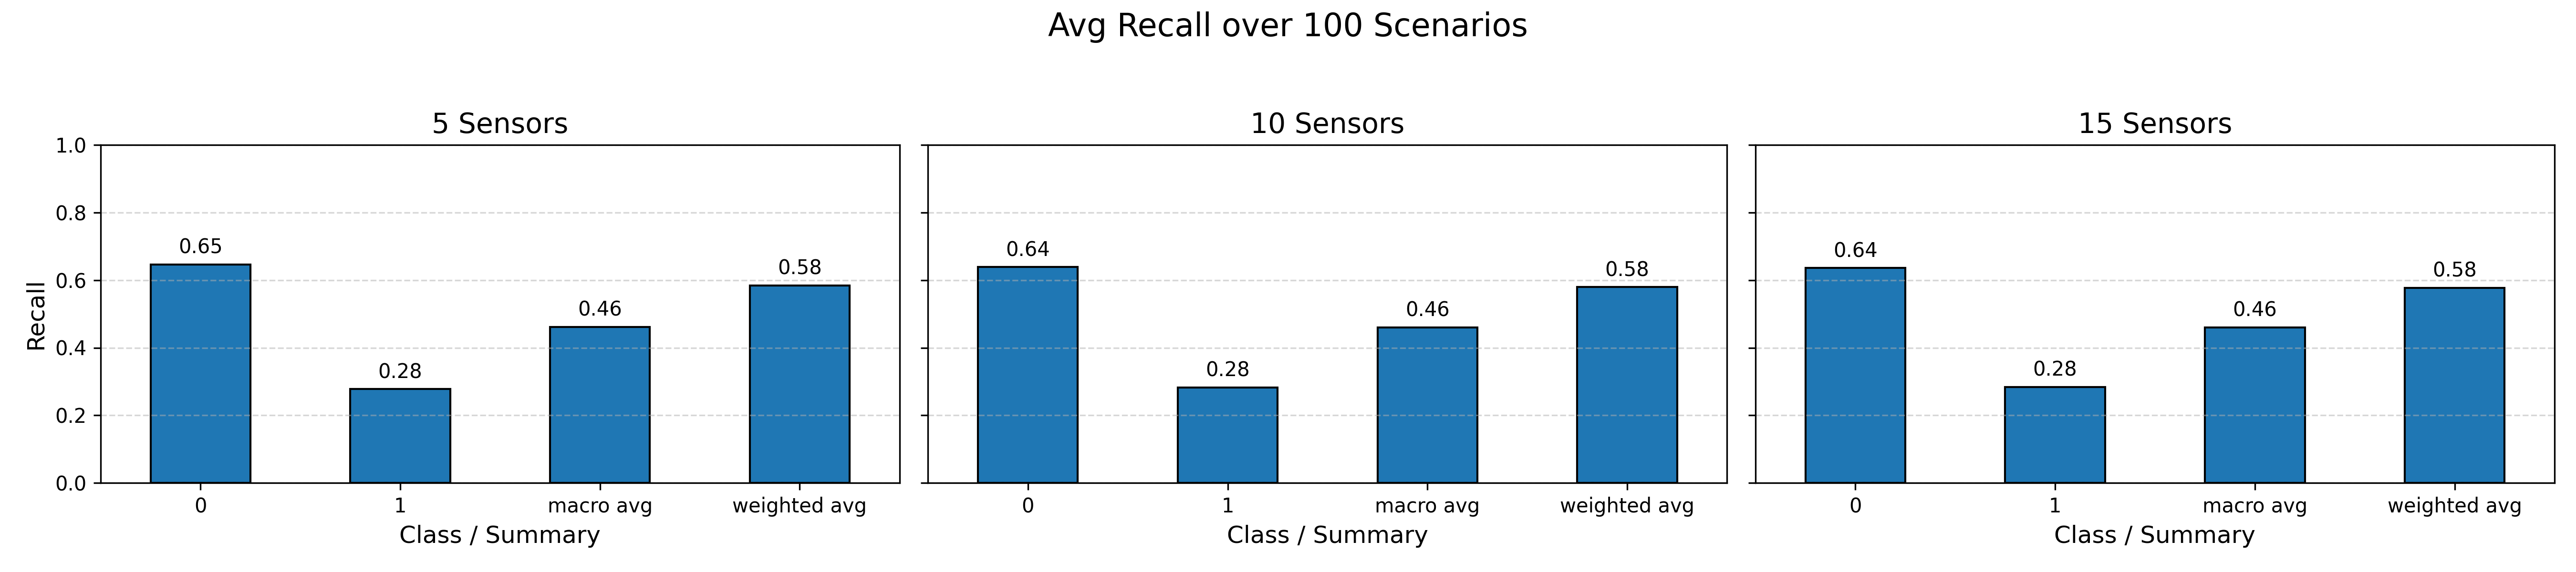 Avg Recall over 100 Scenarios
5 Sensors
Recall
1.0
0.8
0.6
0.4
0.2
0.0
0.65
0.28
0.46
0.58
0 1 macro avg weighted avg
Class / Summary
10 Sensors
0.64
0.28
0.46
0.58
0 1 macro avg weighted avg
Class / Summary
15 Sensors
0.64
0.28
0.46
0.58
0 1 macro avg weighted avg
Class / Summary